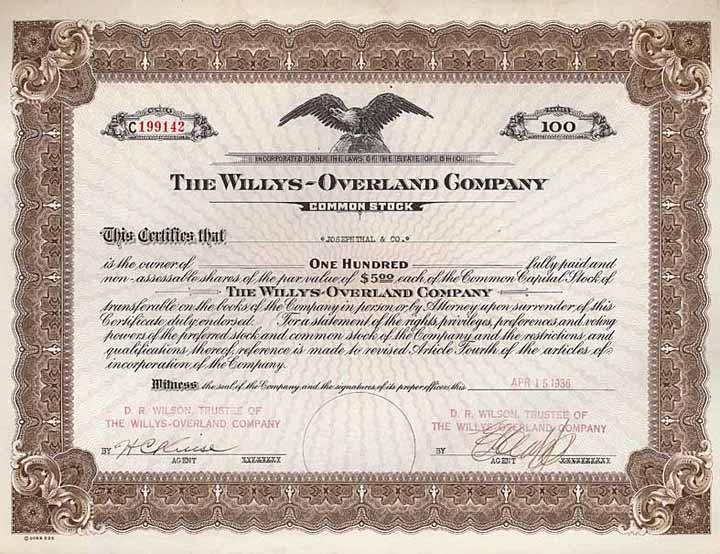 SHARES
C199142
100
INCORPORATED UNDER THE LAWS OF THE STATE OF OHIO
THE WILLYS-OVERLAND COMPANY
COMMON STOCK
This Certifies that *JOSEPHTHAL & CO.*
is the owner of ONE HUNDRED fully paid and
non-assessable shares of the par value of $5.00 each of the Common Capital Stock of
THE WILLYS-OVERLAND COMPANY
transferable on the books of the Company in person or by Attorney upon surrender of this
Certificate duly endorsed. For a statement of the rights, privileges, preferences, and voting
powers of the preferred stock and common stock of the Company and the restrictions and
qualifications thereof, reference is made to revised Article Fourth of the articles of
incorporation of the Company.
Witness the seal of the Company and the signatures of its proper officers this APR 15 1936
D. R. WILSON, TRUSTEE OF
THE WILLYS-OVERLAND COMPANY
BY
AGENT
D. R. WILSON, TRUSTEE OF
THE WILLYS-OVERLAND COMPANY
BY
AGENT